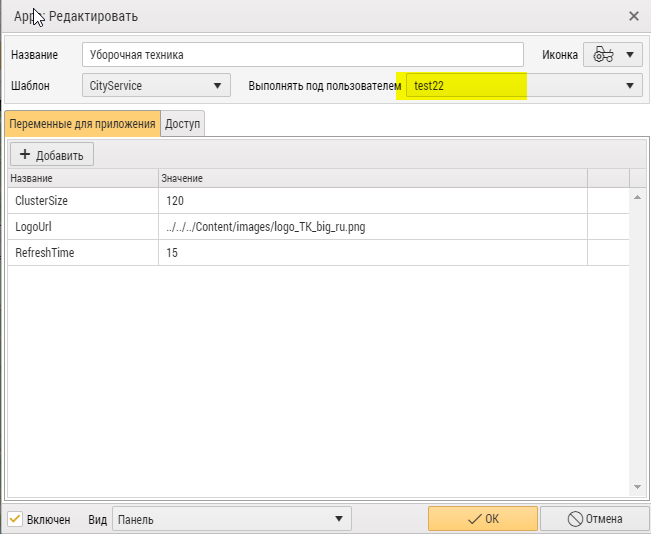 Apps: Редактировать
Название Уборочная техника Иконка
Шаблон CityService Выполнять под пользователем test22
Переменные для приложения Доступ
+ Добавить
Название Значение
ClusterSize 120
LogoUrl ../../../Content/images/logo_TK_big_ru.png
RefreshTime 15
Включен Вид Панель OK Отмена